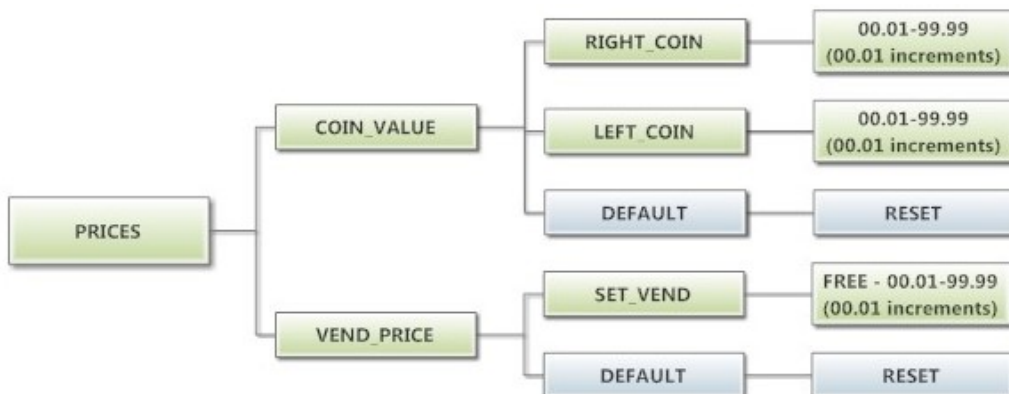 RIGHT_COIN
00.01-99.99
(00.01 increments)
COIN_VALUE
LEFT_COIN
00.01-99.99
(00.01 increments)
PRICES
DEFAULT
RESET
SET_VEND
FREE - 00.01-99.99
(00.01 increments)
VEND_PRICE
DEFAULT
RESET